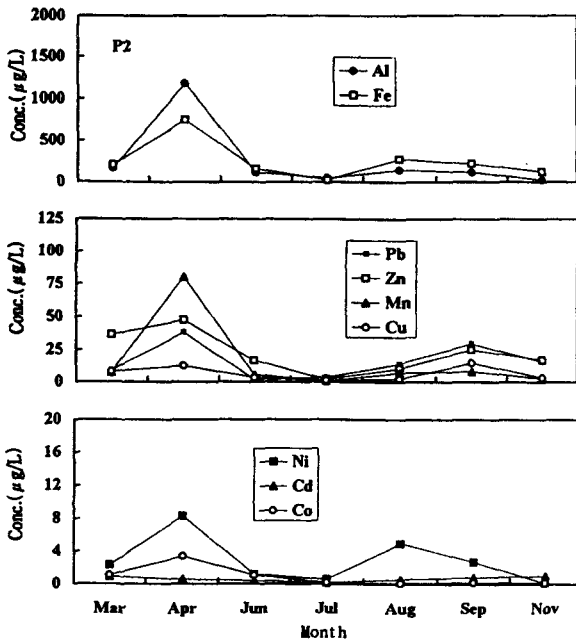 2000
P2
1500
Al
Fe
1000
500
0
Conc.(μg/L)
125
100
Pb
Zn
75
Mn
Cu
50
25
0
Conc.(μg/L)
20
16
Ni
12
Cd
Co
8
4
0
Conc.(μg/L)
Mar Apr Jun Jul Aug Sep Nov
Month